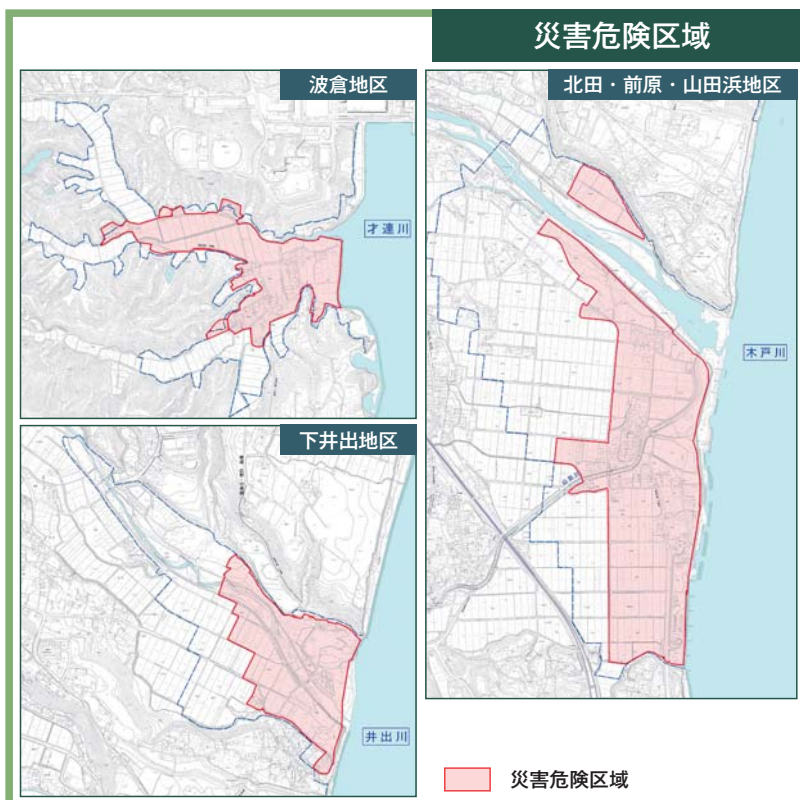 災害危険区域
波倉地区
才連川
北田・前原・山田浜地区
木戸川
下井出地区
井出川
災害危険区域